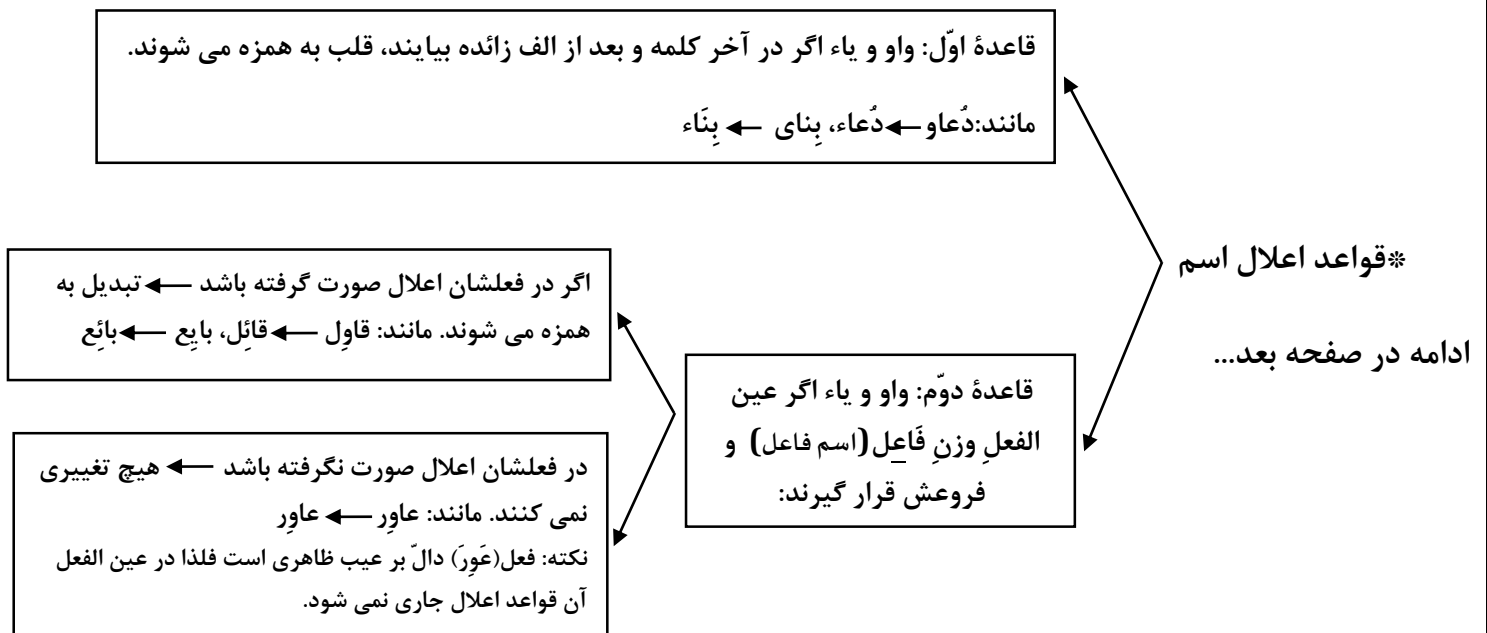 قاعدۀ اوّل: واو و یاء اگر در آخر کلمه و بعد از الف زائده بیایند، قلب به همزه می شوند.
مانند:دُعاو ← دُعاء، بِنای ← بِنَاء
*قواعد اعلال اسم
ادامه در صفحه بعد...
قاعدۀ دوّم: واو و یاء اگر عین
الفعلِ وزنِ فَاعِل(اسم فاعل) و
فروعش قرار گیرند:
اگر در فعلشان اعلال صورت گرفته باشد ← تبدیل به
همزه می شوند. مانند: قاوِل ← قائِل، بایِع ← بائِع
در فعلشان اعلال صورت نگرفته باشد ← هیچ تغییری
نمی کنند. مانند: عاوِر ← عاوِر
نکته: فعل(عَوِرَ) دالّ بر عیب ظاهری است فلذا در عین الفعل
آن قواعد اعلال جاری نمی شود.